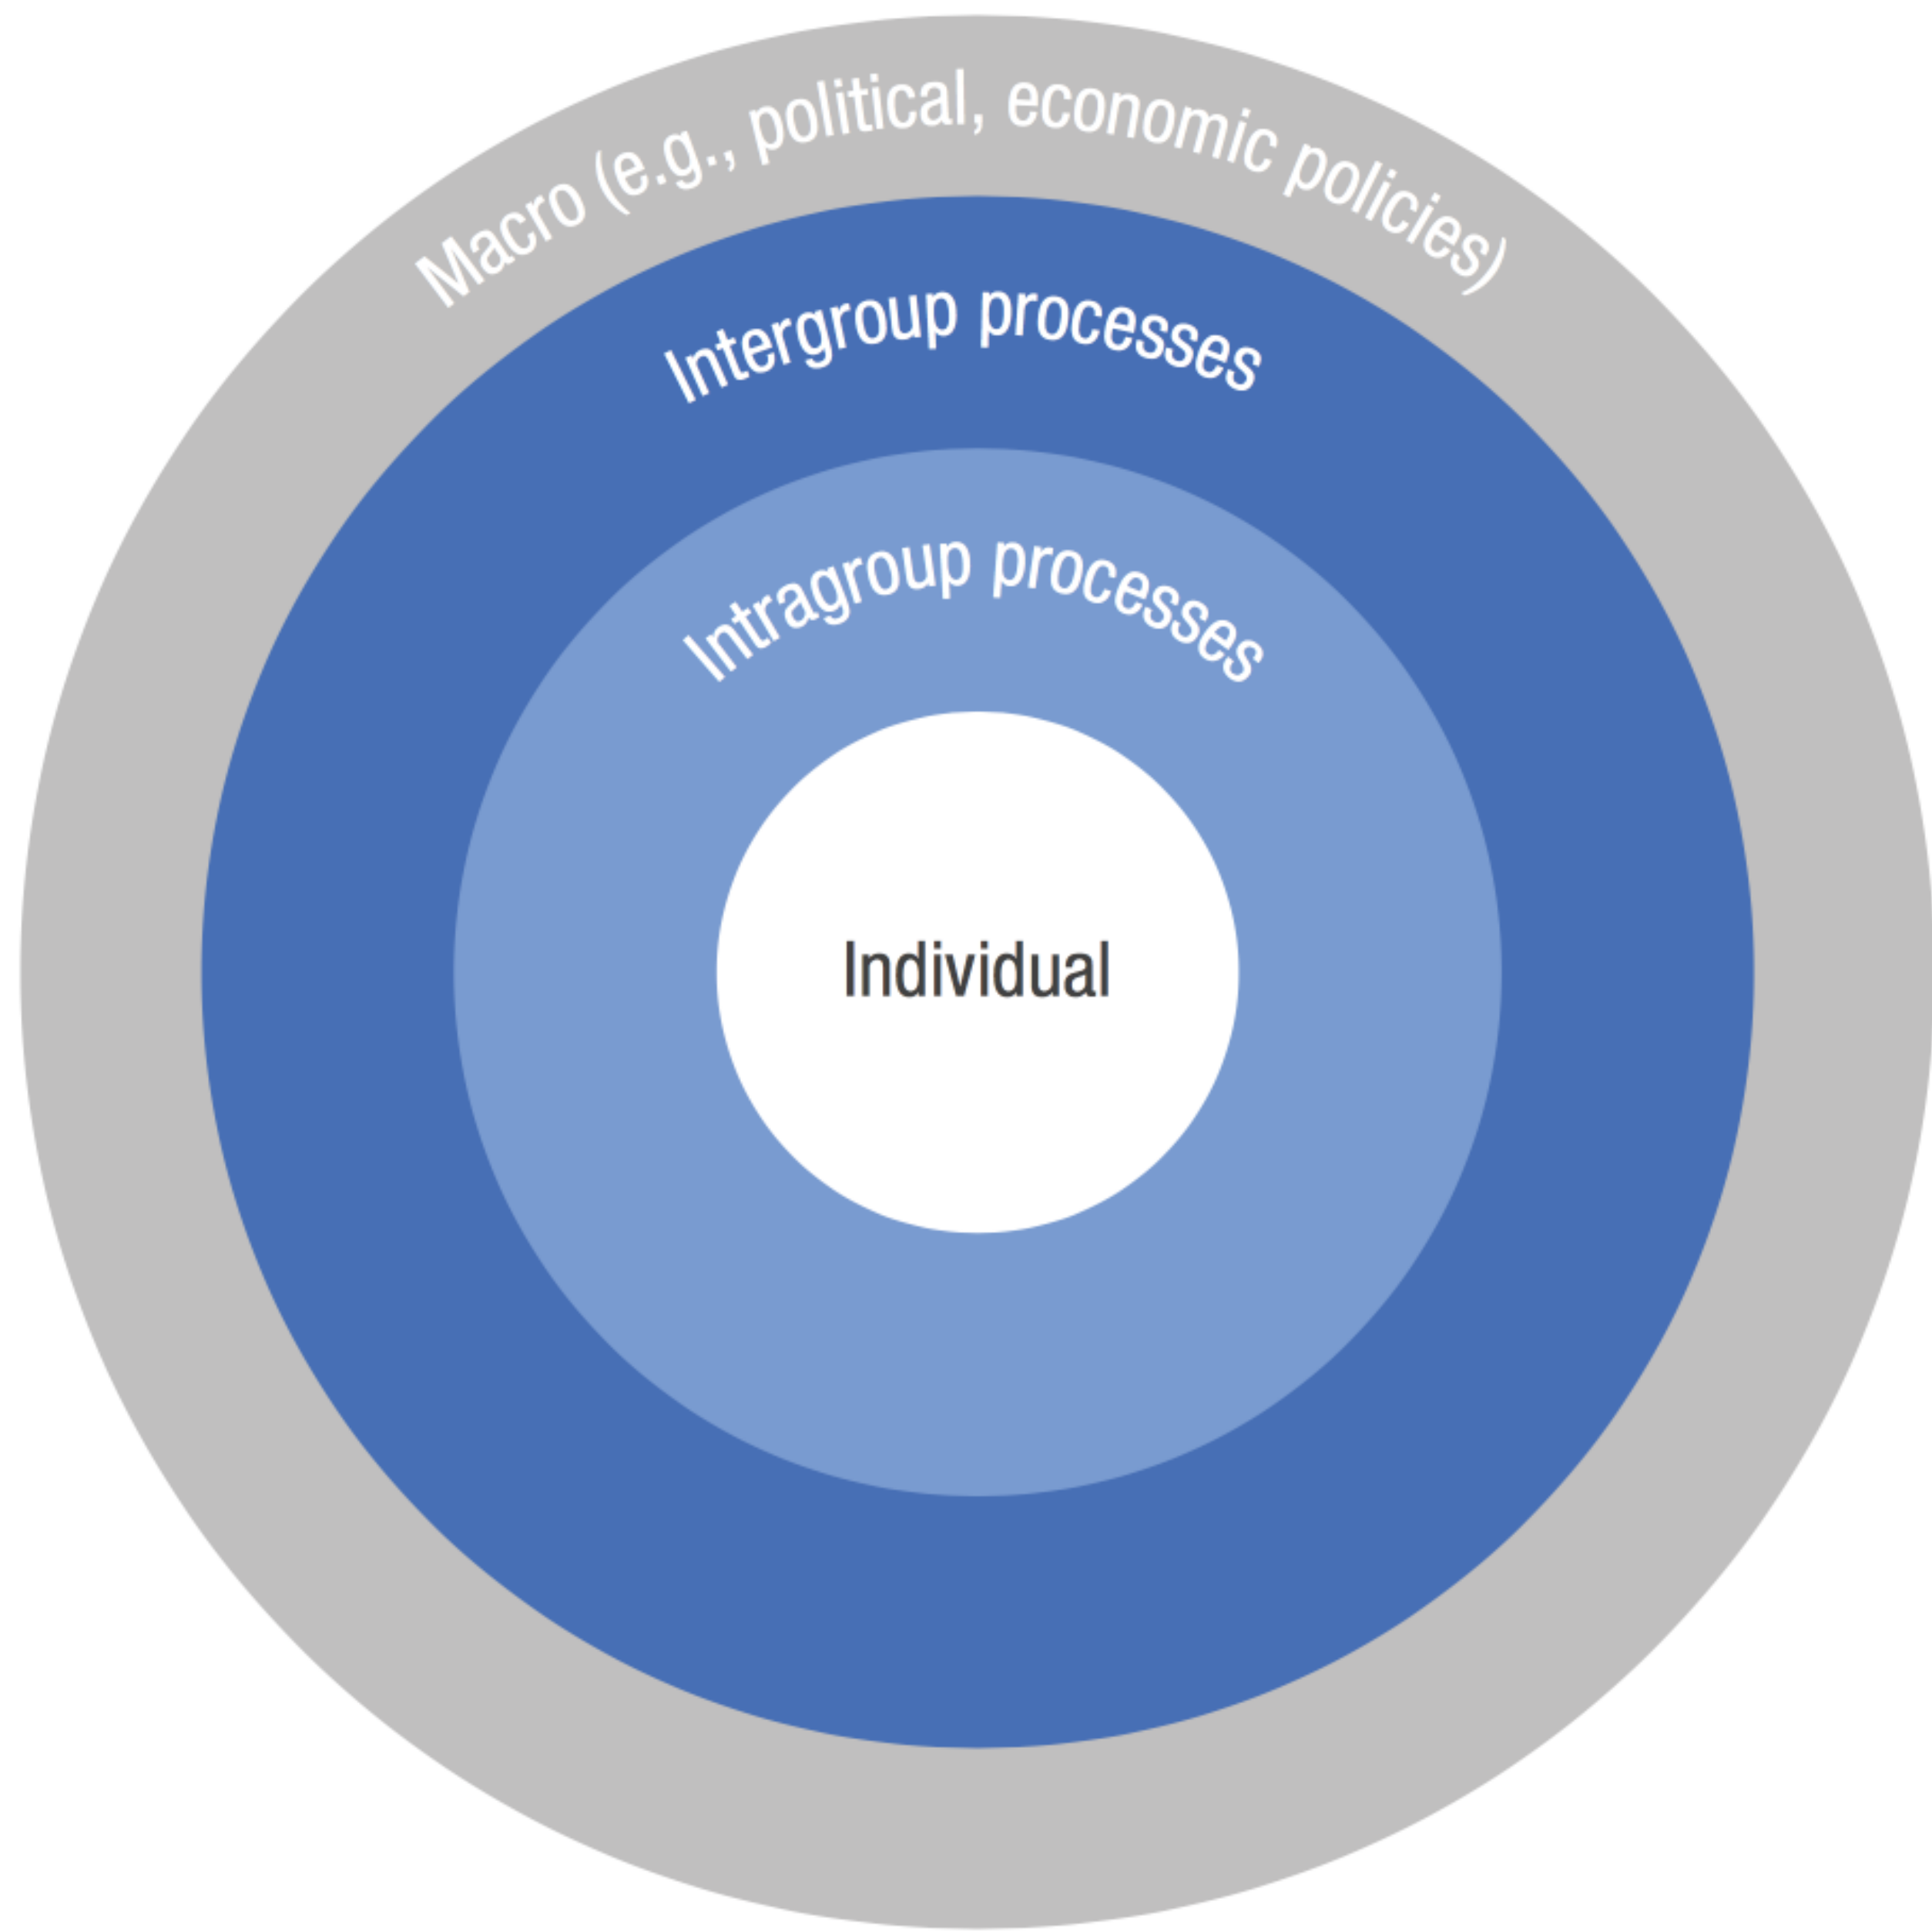 Macro (e.g., political, economic policies)
Intergroup processes
Intragroup processes
Individual